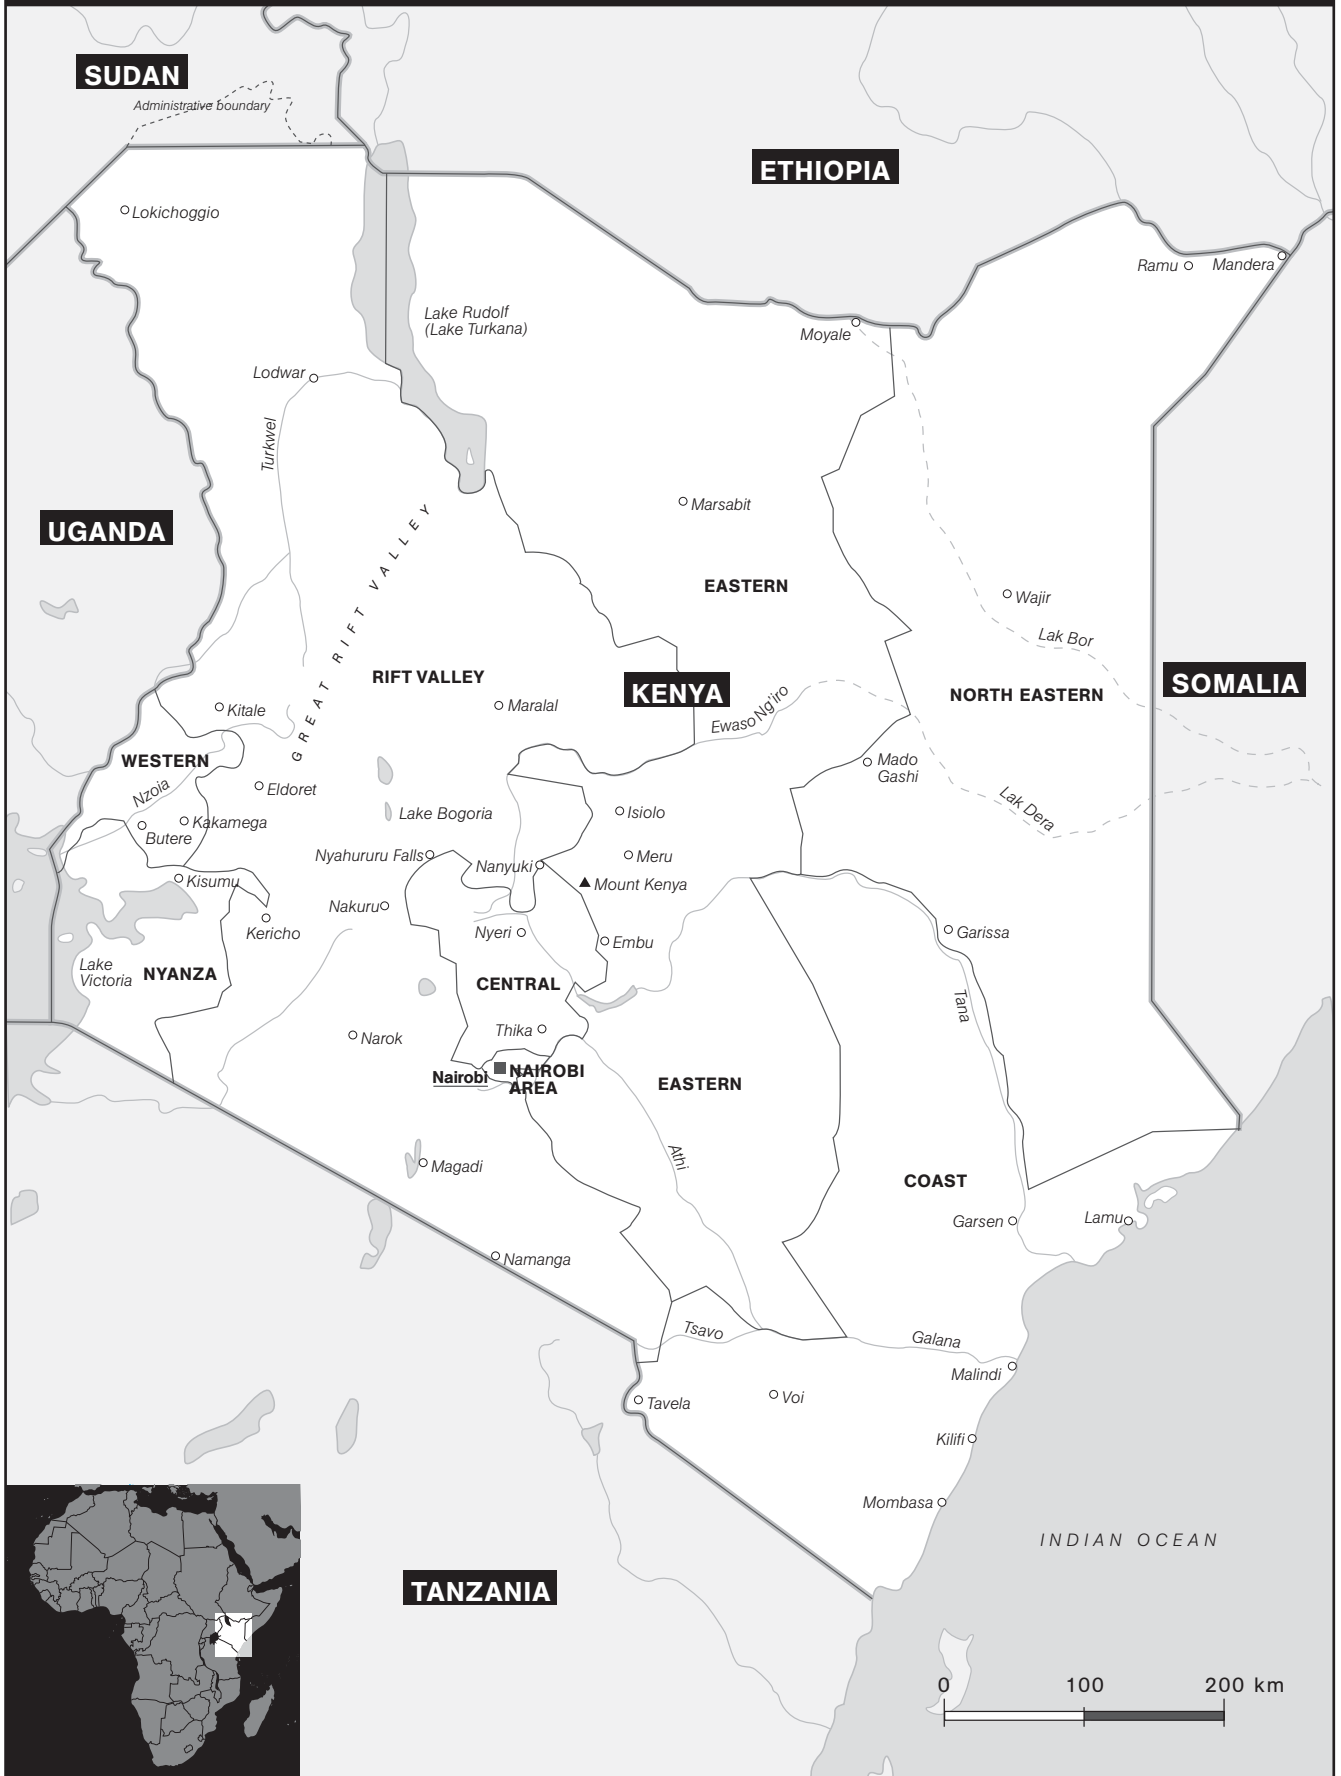 SUDAN
Administrative boundary
ETHIOPIA
Lokichoggio
Ramu
Mandera
Lake Rudolf
(Lake Turkana)
Moyale
Lodwar
Turkwel
Marsabit
UGANDA
GREAT RIFT VALLEY
EASTERN
Wajir
Lak Bor
RIFT VALLEY
KENYA
SOMALIA
NORTH EASTERN
Kitale
Maralal
Ewaso Ng'iro
WESTERN
Mado
Gashi
Nzoia
Eldoret
Lake Bogoria
Isiolo
Lak Dera
Kakamega
Butere
Nyahururu Falls
Nanyuki
Meru
Kisumu
Mount Kenya
Nakuru
Kericho
Nyeri
Embu
Garissa
Lake
Victoria
NYANZA
CENTRAL
Tana
Thika
Narok
Nairobi
NAIROBI
AREA
EASTERN
Athi
Magadi
COAST
Garsen
Lamu
Namanga
Tsavo
Galana
Malindi
Tavela
Voi
Kilifi
Mombasa
INDIAN OCEAN
TANZANIA
0 100 200 km